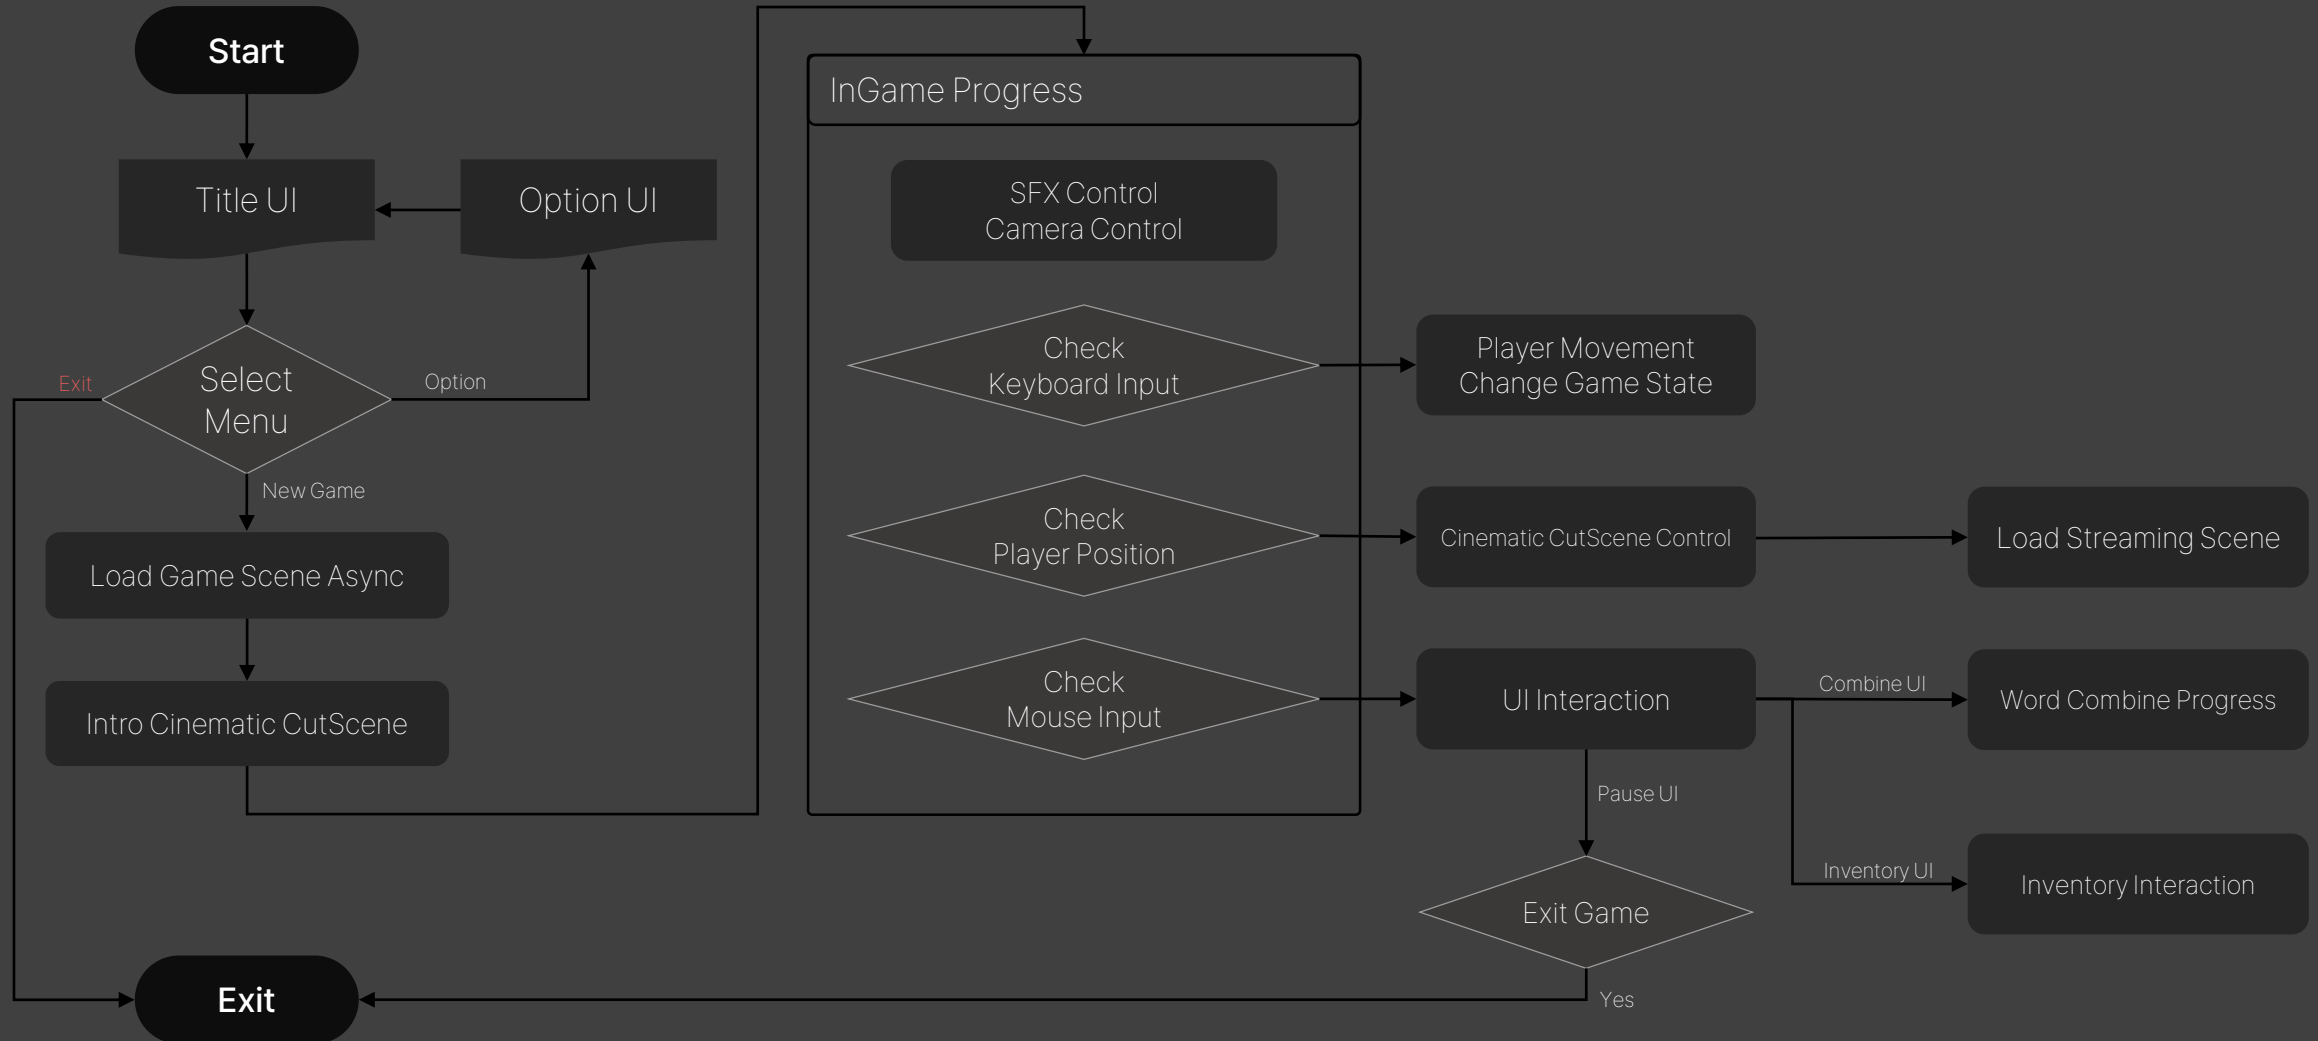 Start
Title UI
Option UI
Select
Menu
Exit
Option
New Game
Load Game Scene Async
Intro Cinematic CutScene
Exit
InGame Progress
SFX Control
Camera Control
Check
Keyboard Input
Player Movement
Change Game State
Check
Player Position
Cinematic CutScene Control
Load Streaming Scene
Check
Mouse Input
UI Interaction
Combine UI
Word Combine Progress
Pause UI
Inventory UI
Inventory Interaction
Exit Game
Yes